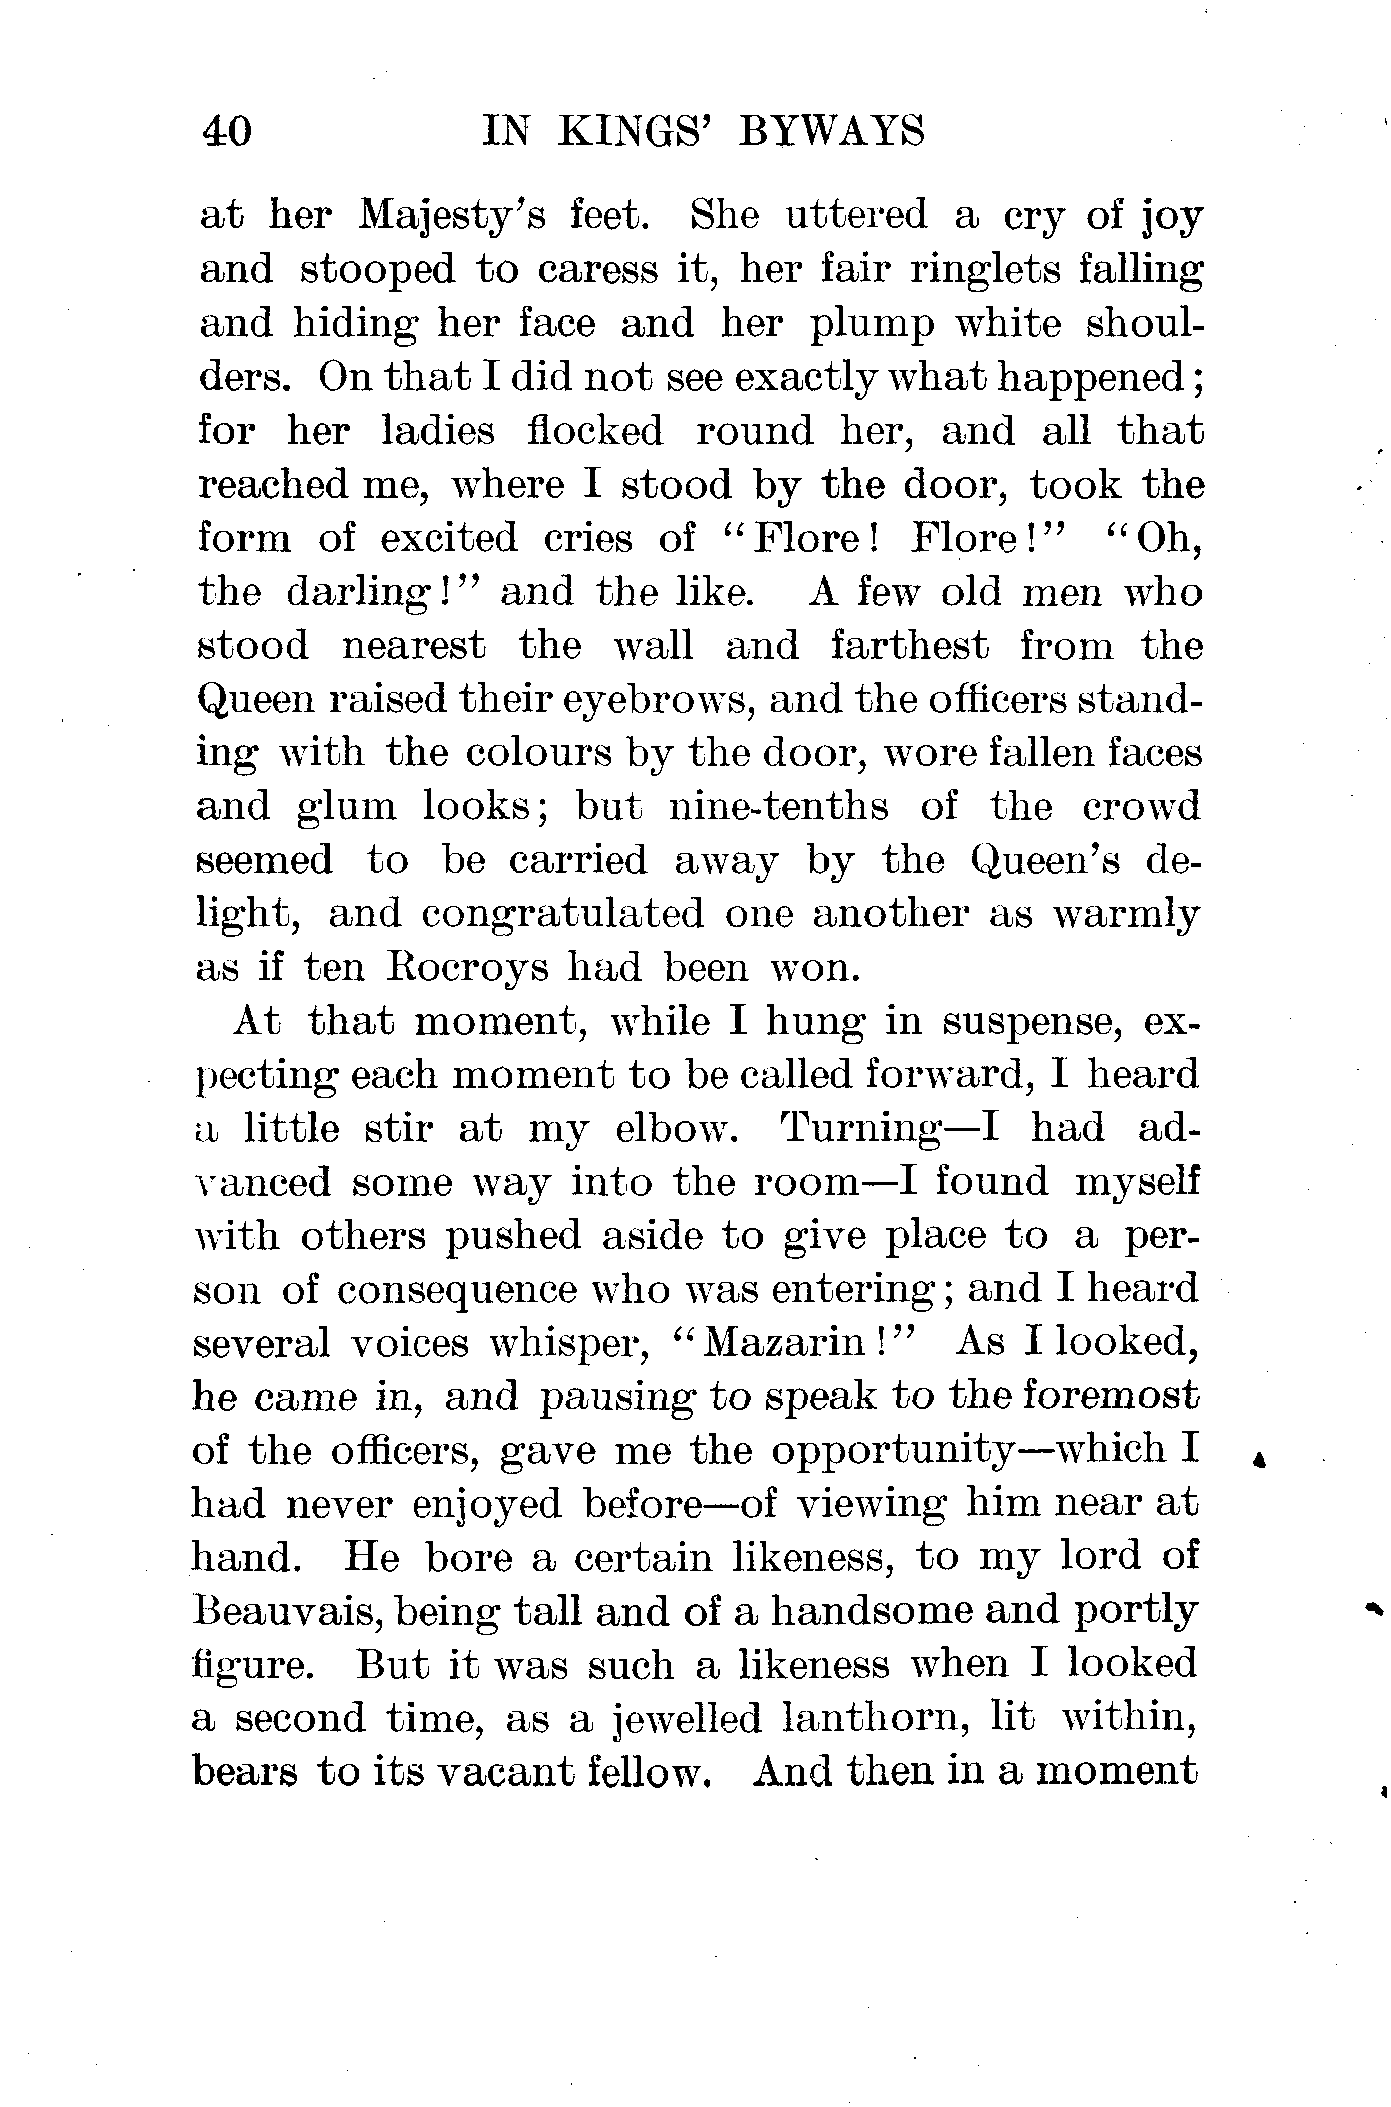 40 IN KINGS' BYWAYS
at her Majesty's feet. She uttered a cry of joy
and stooped to caress it, her fair ringlets falling
and hiding her face and her plump white shoul-
ders. On that I did not see exactly what happened;
for her ladies flocked round her, and all that
reached me, where I stood by the door, took the
form of excited cries of "Flore! Flore!" "Oh,
the darling!" and the like. A few old men who
stood nearest the wall and farthest from the
Queen raised their eyebrows, and the officers stand-
ing with the colours by the door, wore fallen faces
and glum looks; but nine-tenths of the crowd
seemed to be carried away by the Queen's de-
light, and congratulated one another as warmly
as if ten Rocroys had been won.
At that moment, while I hung in suspense, ex-
pecting each moment to be called forward, I heard
a little stir at my elbow. Turning—I had ad-
vanced some way into the room—I found myself
with others pushed aside to give place to a per-
son of consequence who was entering; and I heard
several voices whisper, "Mazarin!" As I looked,
he came in, and pausing to speak to the foremost
of the officers, gave me the opportunity—which I
had never enjoyed before—of viewing him near at
hand. He bore a certain likeness, to my lord of
Beauvais, being tall and of a handsome and portly
figure. But it was such a likeness when I looked
a second time, as a jewelled lanthorn, lit within,
bears to its vacant fellow. And then in a moment